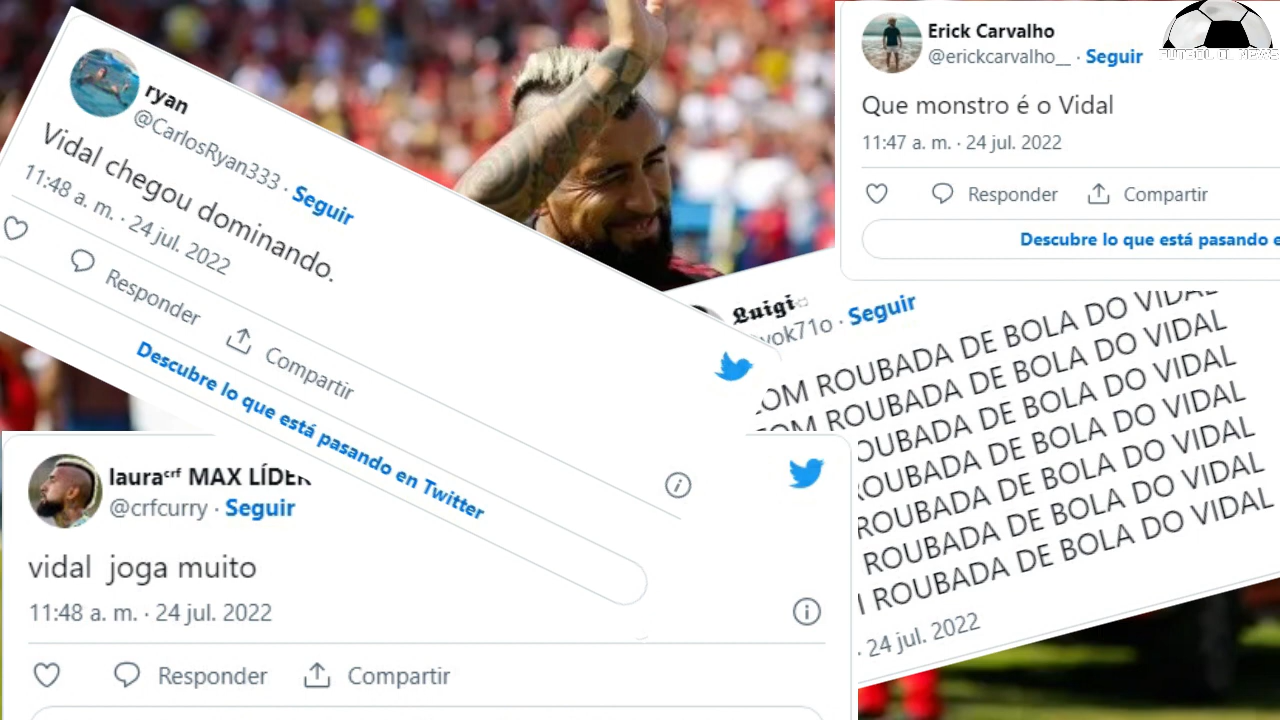 ryan
@CarlosRyan333 · Seguir
Vidal chegou dominando.
11:48 a. m. · 24 jul. 2022
Responder Compartir
Descubre lo que está pasando en Twitter
Erick Carvalho
@erickcarvalho__ · Seguir
Que monstro é o Vidal
11:47 a. m. · 24 jul. 2022
Responder Compartir
Descubre lo que está pasando
𝕷𝖚𝖎𝖌𝖎
· Seguir
ROUBADA DE BOLA DO VIDAL
ROUBADA DE BOLA DO VIDAL
DE BOLA DO VIDAL
DE BOLA DO VIDAL
ROUBADA DE BOLA DO VIDAL
ROUBADA DE BOLA DO VIDAL
ROUBADA DE BOLA DO VIDAL
· 24 jul. 2022
lauraᶜʳᶠ MAX
@crfcurry · Seguir
vidal joga muito
11:48 a. m. · 24 jul. 2022
Responder Compartir